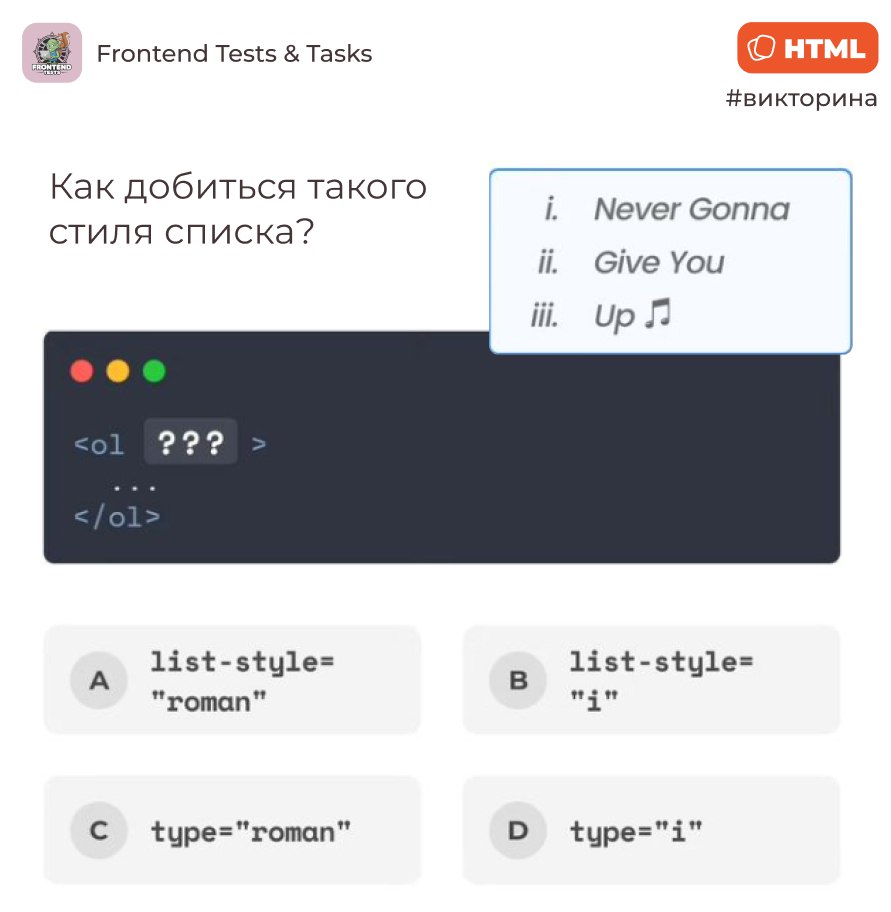 FRONTEND
TESTS
Frontend Tests & Tasks
HTML
#викторина
Как добиться такого
стиля списка?
i. Never Gonna
ii. Give You
iii. Up 🎵
<ol ??? >
...
</ol>
A
list-style=
"roman"
B
list-style=
"i"
C
type="roman"
D
type="i"